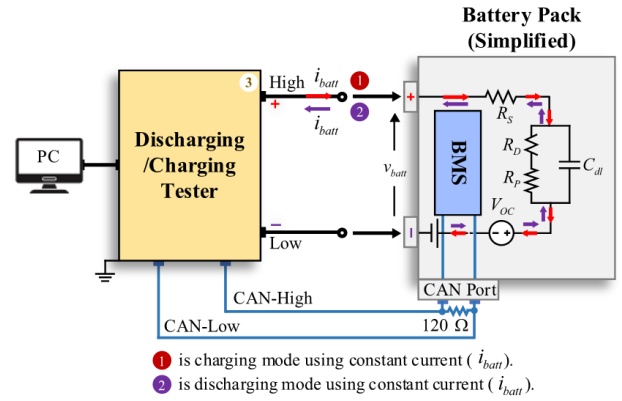 Battery Pack
(Simplified)
3
High
i_batt
1
+
2
i_batt
+
R_S
PC
Discharging
/Charging
Tester
BMS
R_D
R_P
C_dl
v_batt
V_OC
−
Low
−
− +
CAN Port
CAN-High
CAN-Low
120 Ω
1 is charging mode using constant current ( i_batt).
2 is discharging mode using constant current ( i_batt).